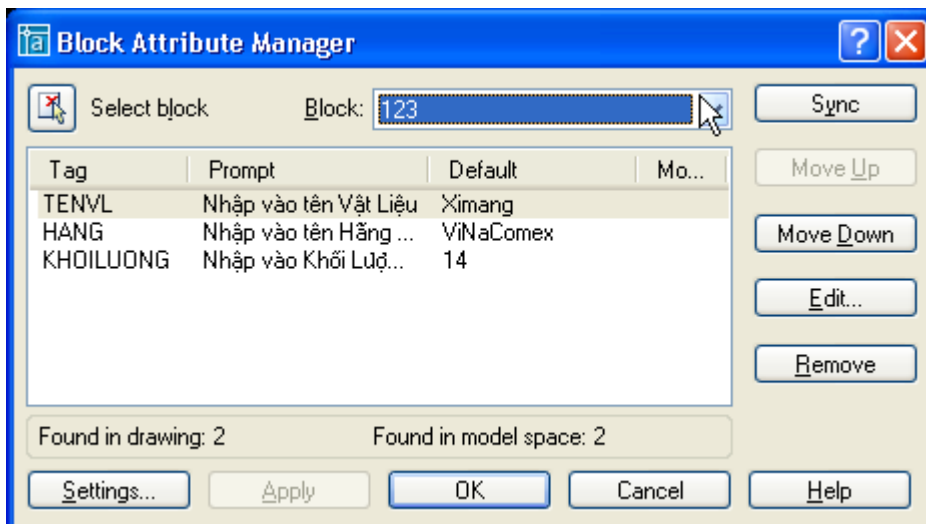 Block Attribute Manager
Select block Block: 123
Sync
Tag Prompt Default Mo...
Move Up
TENVL Nhập vào tên Vật Liệu Ximang
HANG Nhập vào tên Hãng ... ViNaComex
Move Down
KHOILUONG Nhập vào Khối Lượ... 14
Edit...
Remove
Found in drawing: 2 Found in model space: 2
Settings... Apply OK Cancel Help